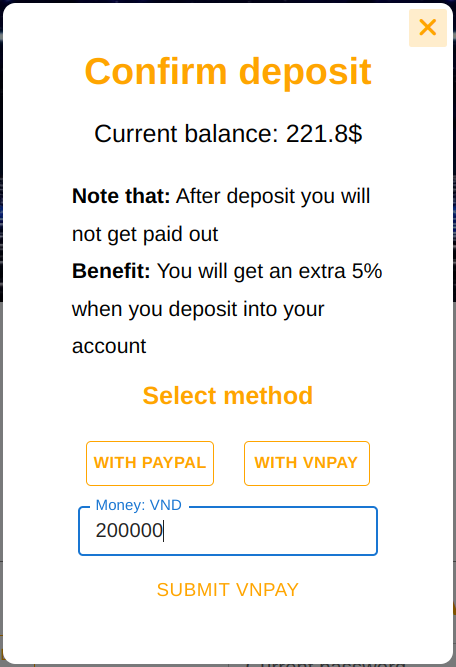 Confirm deposit
Current balance: 221.8$
Note that: After deposit you will
not get paid out
Benefit: You will get an extra 5%
when you deposit into your
account
Select method
WITH PAYPAL
WITH VNPAY
Money: VND
200000
SUBMIT VNPAY